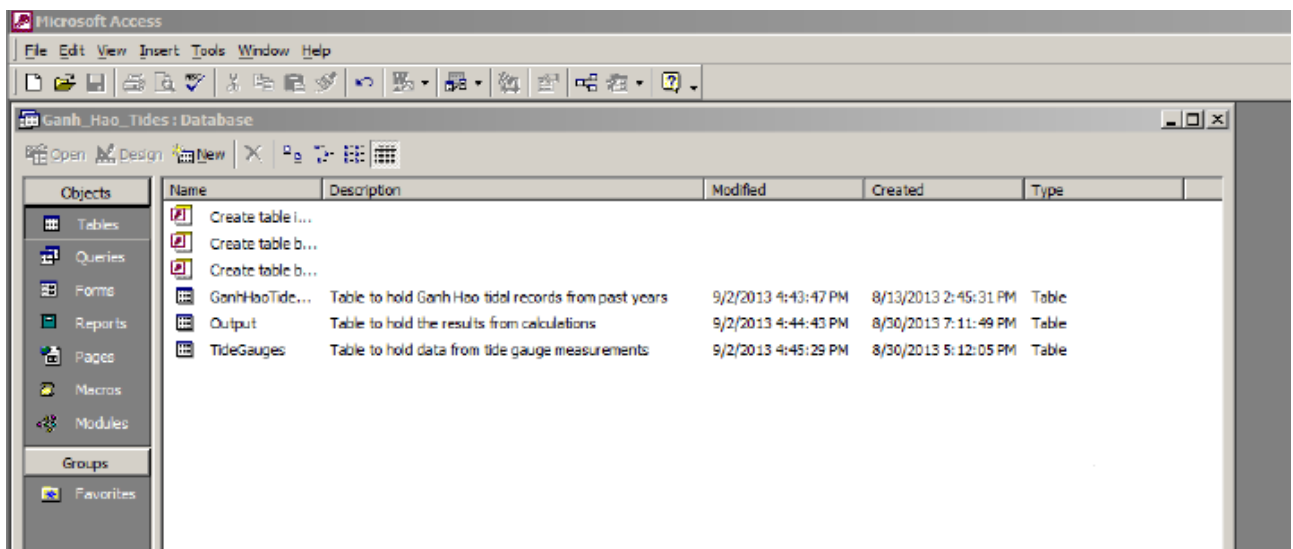 Microsoft Access
File Edit View Insert Tools Window Help
Ganh_Hao_Tides : Database
Open Design New
Objects Name Description Modified Created Type
Tables Create table i...
Create table b...
Queries Create table b...
Forms GanhHaoTide... Table to hold Ganh Hao tidal records from past years 9/2/2013 4:43:47 PM 8/13/2013 2:45:31 PM Table
Reports Output Table to hold the results from calculations 9/2/2013 4:44:43 PM 8/30/2013 7:11:49 PM Table
Pages TideGauges Table to hold data from tide gauge measurements 9/2/2013 4:45:29 PM 8/30/2013 5:12:05 PM Table
Macros
Modules
Groups
Favorites